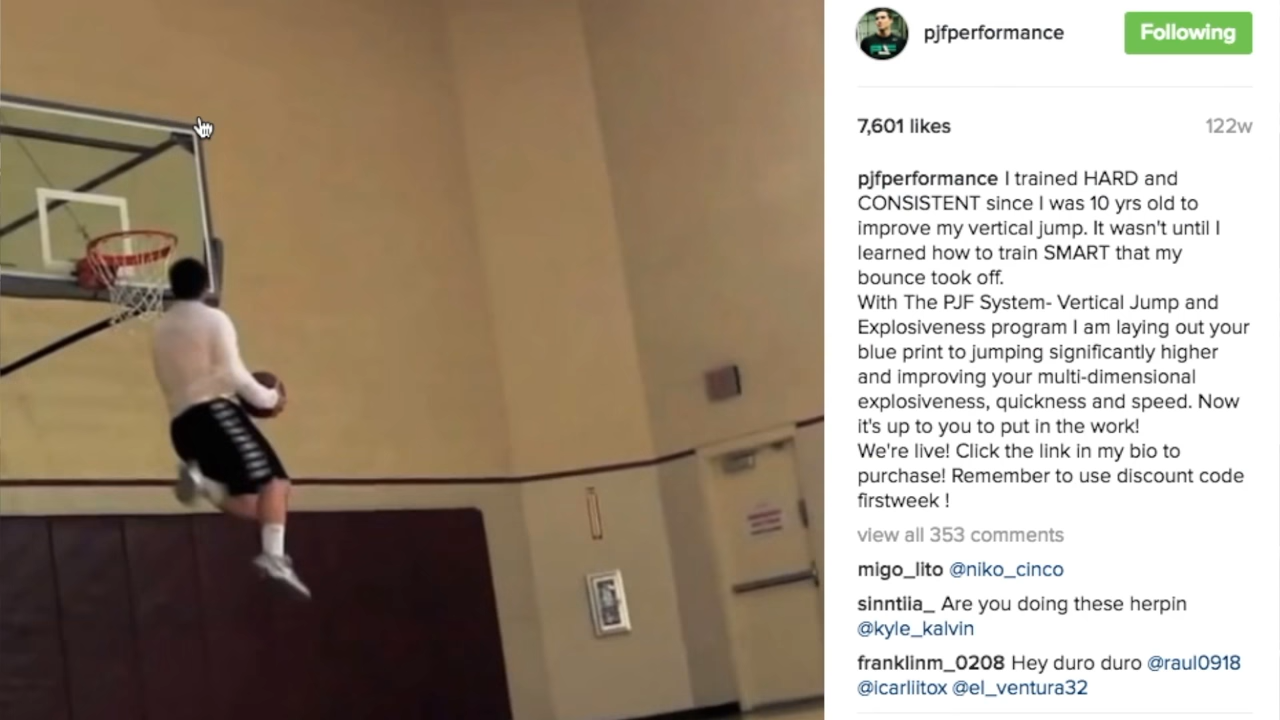 pjfperformance
Following
7,601 likes
122w
pjfperformance I trained HARD and
CONSISTENT since I was 10 yrs old to
improve my vertical jump. It wasn't until I
learned how to train SMART that my
bounce took off.
With The PJF System- Vertical Jump and
Explosiveness program I am laying out your
blue print to jumping significantly higher
and improving your multi-dimensional
explosiveness, quickness and speed. Now
it's up to you to put in the work!
We're live! Click the link in my bio to
purchase! Remember to use discount code
firstweek !
view all 353 comments
migo_lito @niko_cinco
sinntiia_ Are you doing these herpin
@kyle_kalvin
franklinm_0208 Hey duro duro @raul0918
@icarliitox @el_ventura32